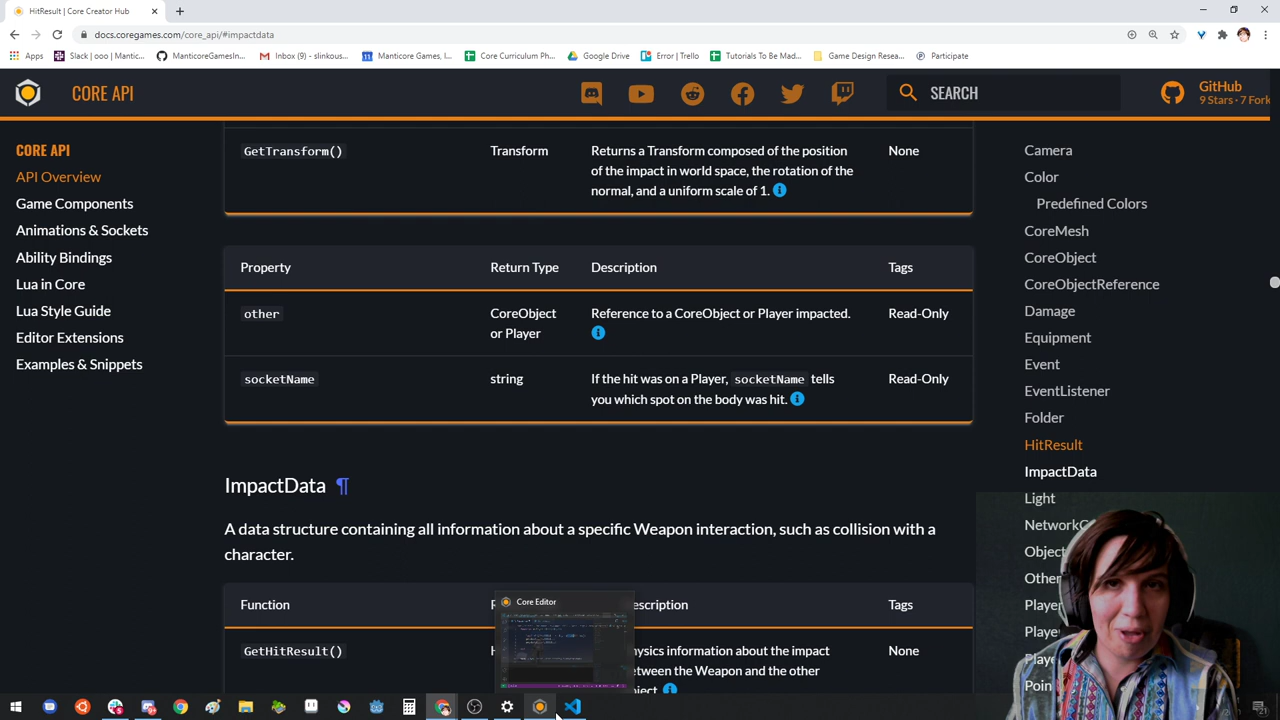 HitResult | Core Creator Hub
docs.coregames.com/core_api/#impactdata
Apps
Slack | ooo | Mantic...
ManticoreGamesIn...
Inbox (9) - slinkous...
Manticore Games, I...
Core Curriculum Ph...
Google Drive
Error | Trello
Tutorials To Be Mad...
Game Design Resea...
Participate
CORE API
SEARCH
GitHub
9 Stars · 7 Fork
CORE API
API Overview
Game Components
Animations & Sockets
Ability Bindings
Lua in Core
Lua Style Guide
Editor Extensions
Examples & Snippets
GetTransform()
Transform
Returns a Transform composed of the position
of the impact in world space, the rotation of the
normal, and a uniform scale of 1.
None
Property
Return Type
Description
Tags
other
CoreObject
or Player
Reference to a CoreObject or Player impacted.
Read-Only
socketName
string
If the hit was on a Player, socketName tells
you which spot on the body was hit.
Read-Only
ImpactData ¶
A data structure containing all information about a specific Weapon interaction, such as collision with a
character.
Function
Core Editor
escription
Tags
GetHitResult()
hysics information about the impact
etween the Weapon and the other
None
Camera
Color
Predefined Colors
CoreMesh
CoreObject
CoreObjectReference
Damage
Equipment
Event
EventListener
Folder
HitResult
ImpactData
Light
Object
Other
Player